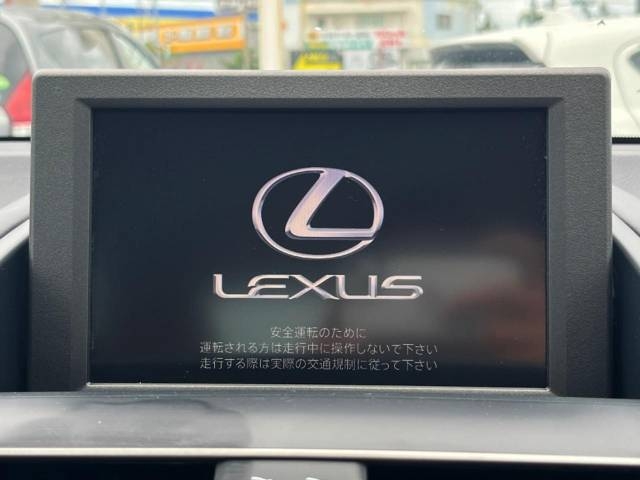 LEXUS
安全運転のために
運転される方は走行中に操作しないで下さい
走行する際は実際の交通規制に従って下さい